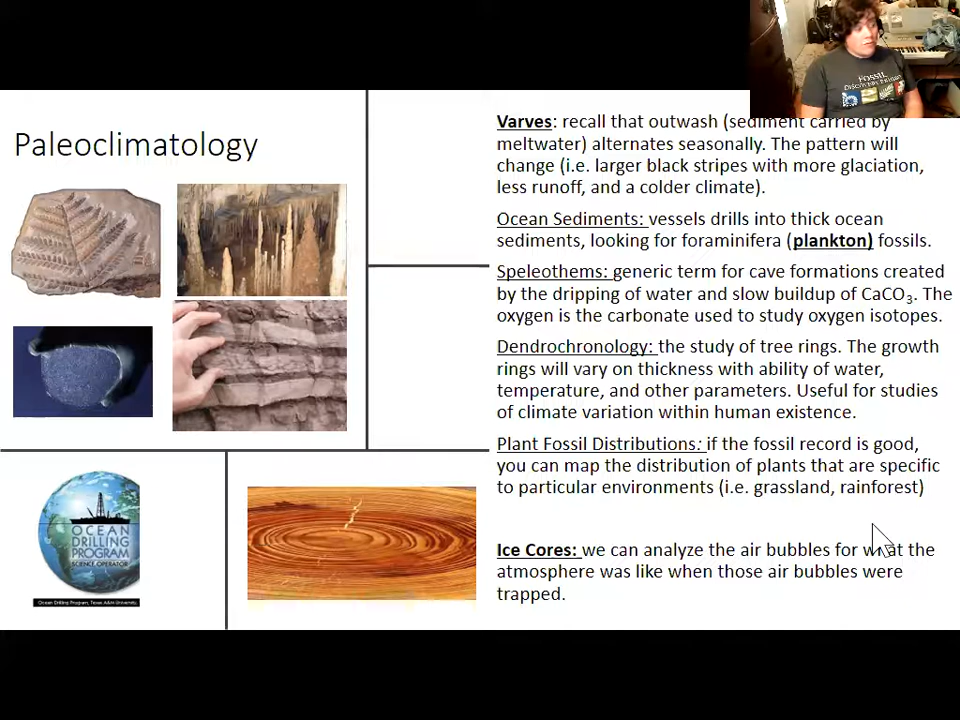 FOSSIL
Paleoclimatology
Varves: recall that outwash (sediment carried by
meltwater) alternates seasonally. The pattern will
change (i.e. larger black stripes with more glaciation,
less runoff, and a colder climate).
Ocean Sediments: vessels drills into thick ocean
sediments, looking for foraminifera (plankton) fossils.
Speleothems: generic term for cave formations created
by the dripping of water and slow buildup of CaCO₃. The
oxygen is the carbonate used to study oxygen isotopes.
Dendrochronology: the study of tree rings. The growth
rings will vary on thickness with ability of water,
temperature, and other parameters. Useful for studies
of climate variation within human existence.
Plant Fossil Distributions: if the fossil record is good,
you can map the distribution of plants that are specific
to particular environments (i.e. grassland, rainforest)
Ice Cores: we can analyze the air bubbles for what the
atmosphere was like when those air bubbles were
trapped.
OCEAN
DRILLING
PROGRAM
SCIENCE OPERATOR
Ocean Drilling Program, Texas A&M University